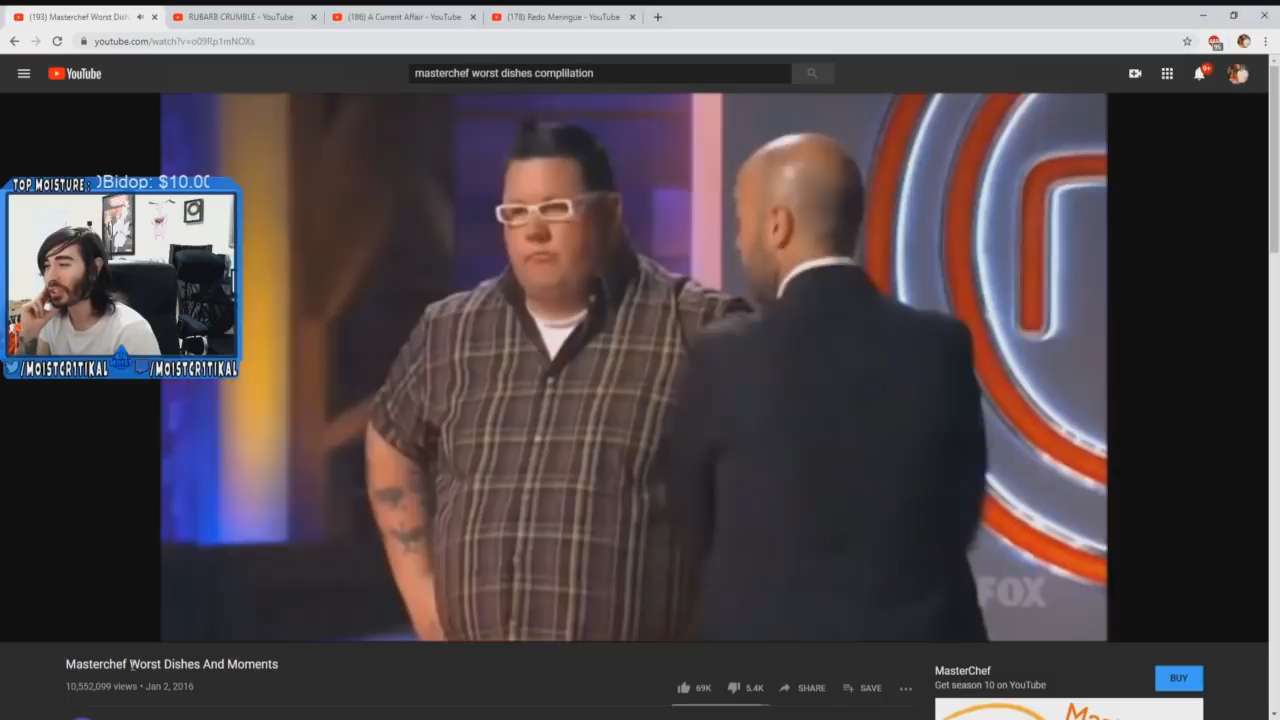 (193) Masterchef Worst Dish
RUBARB CRUMBLE - YouTube
(186) A Current Affair - YouTube
(178) Redo Meringue - YouTube
youtube.com/watch?v=o09Rp1mNOXs
YouTube
masterchef worst dishes complilation
9+
TOP MOISTURE: Bidop: $10.00
/MOISTCR1TIKAL
/MOISTCR1TIKAL
FOX
Masterchef Worst Dishes And Moments
10,552,099 views • Jan 2, 2016
69K
5.4K
SHARE
SAVE
MasterChef
Get season 10 on YouTube
BUY